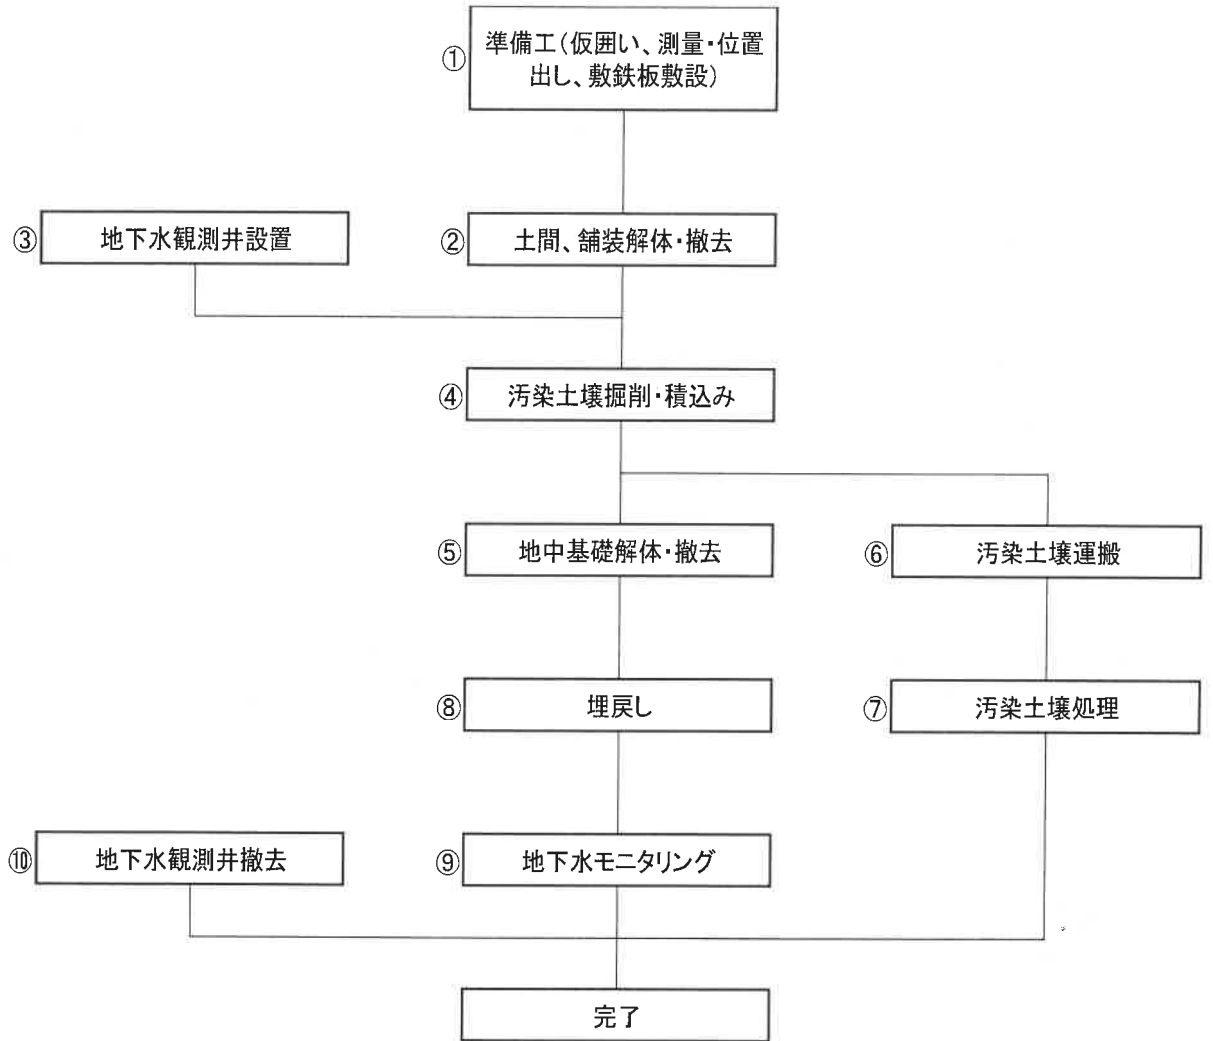 ① 準備工(仮囲い、測量・位置
出し、敷鉄板敷設)
③ 地下水観測井設置
② 土間、舗装解体・撤去
④ 汚染土壌掘削・積込み
⑤ 地中基礎解体・撤去
⑥ 汚染土壌運搬
⑧ 埋戻し
⑦ 汚染土壌処理
⑩ 地下水観測井撤去
⑨ 地下水モニタリング
完了